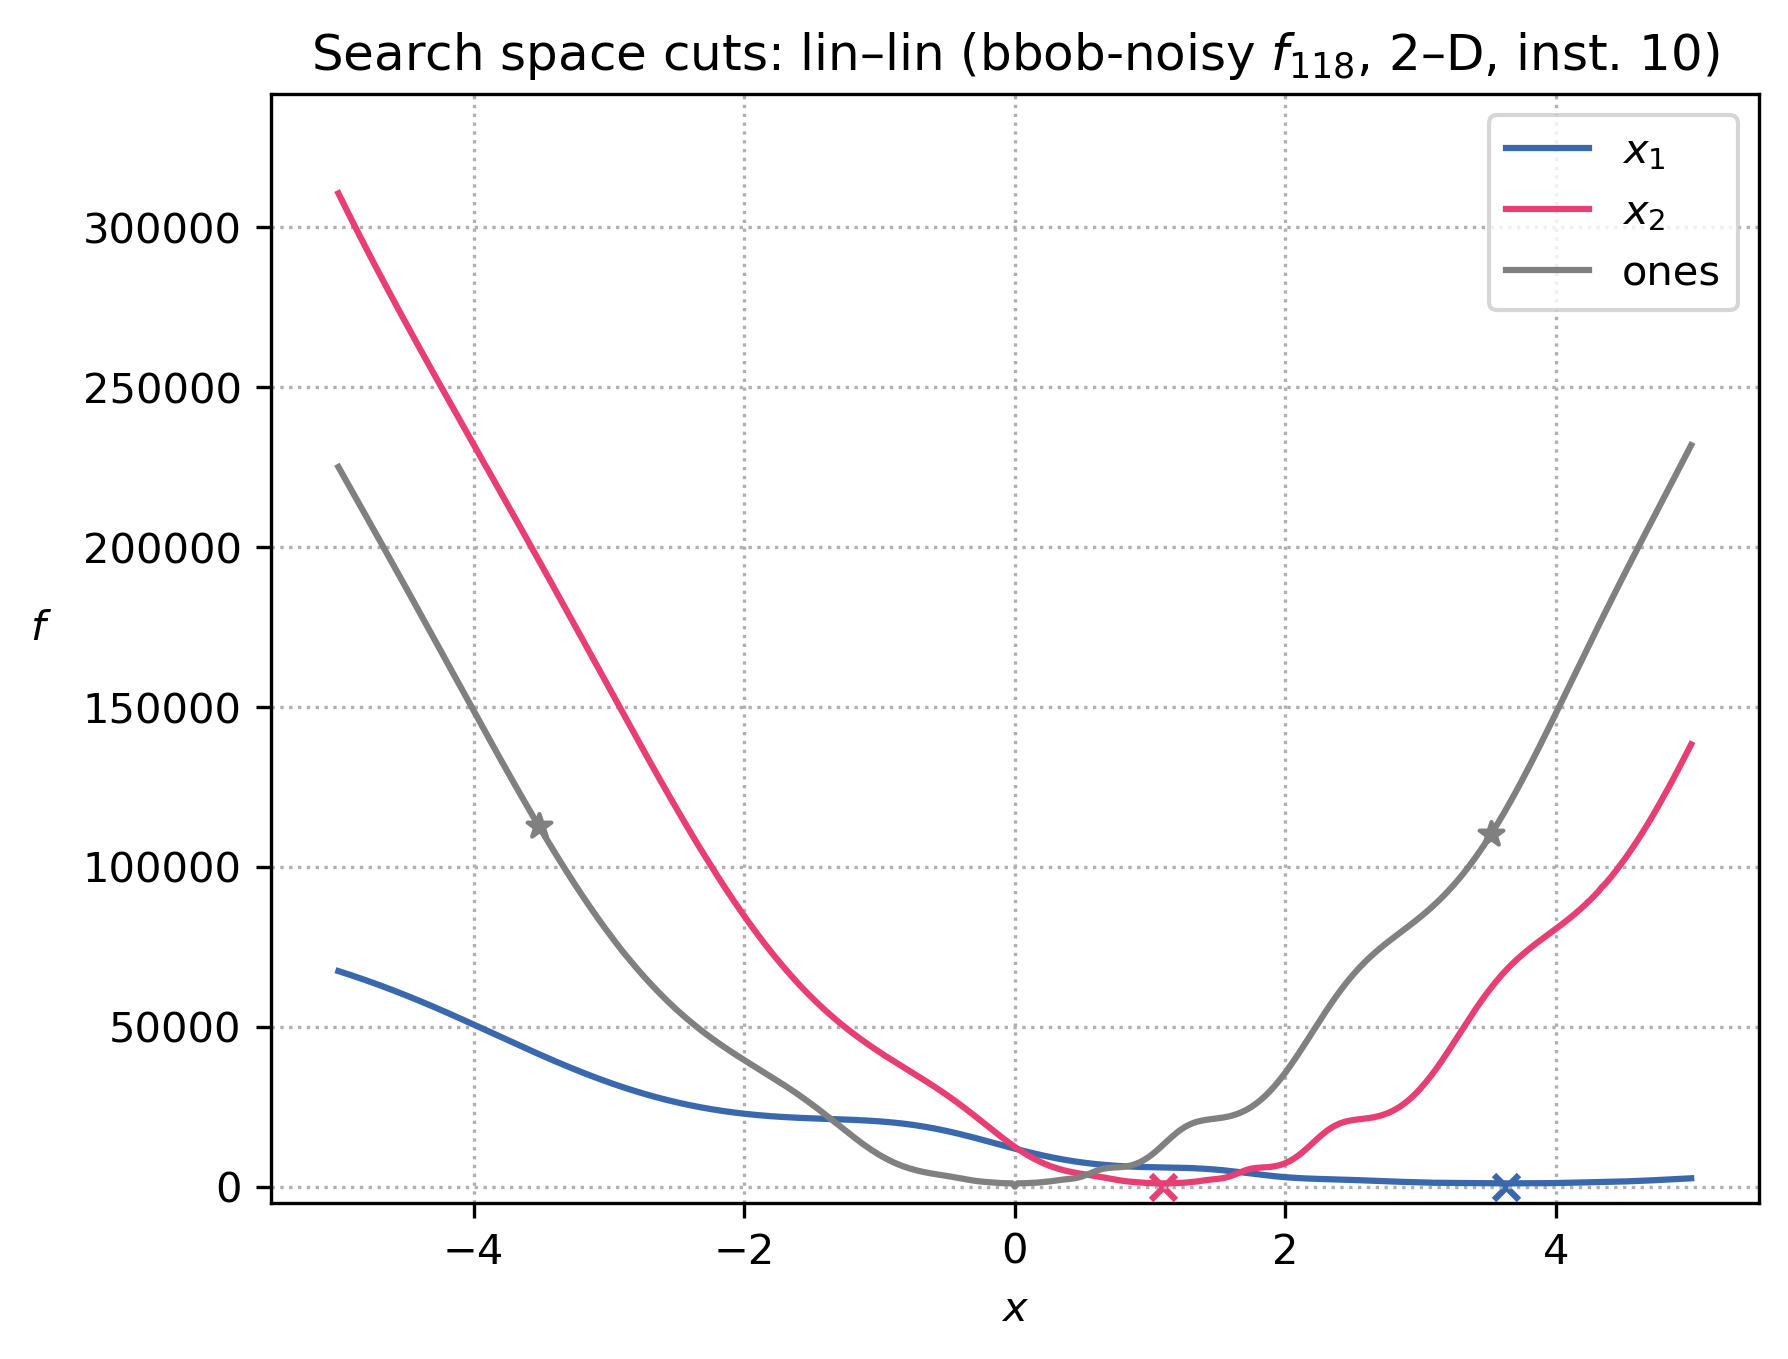 Search space cuts: lin–lin (bbob-noisy f118, 2–D, inst. 10)
x1
x2
ones
300000
250000
200000
150000
100000
50000
0
f
−4 −2 0 2 4
x